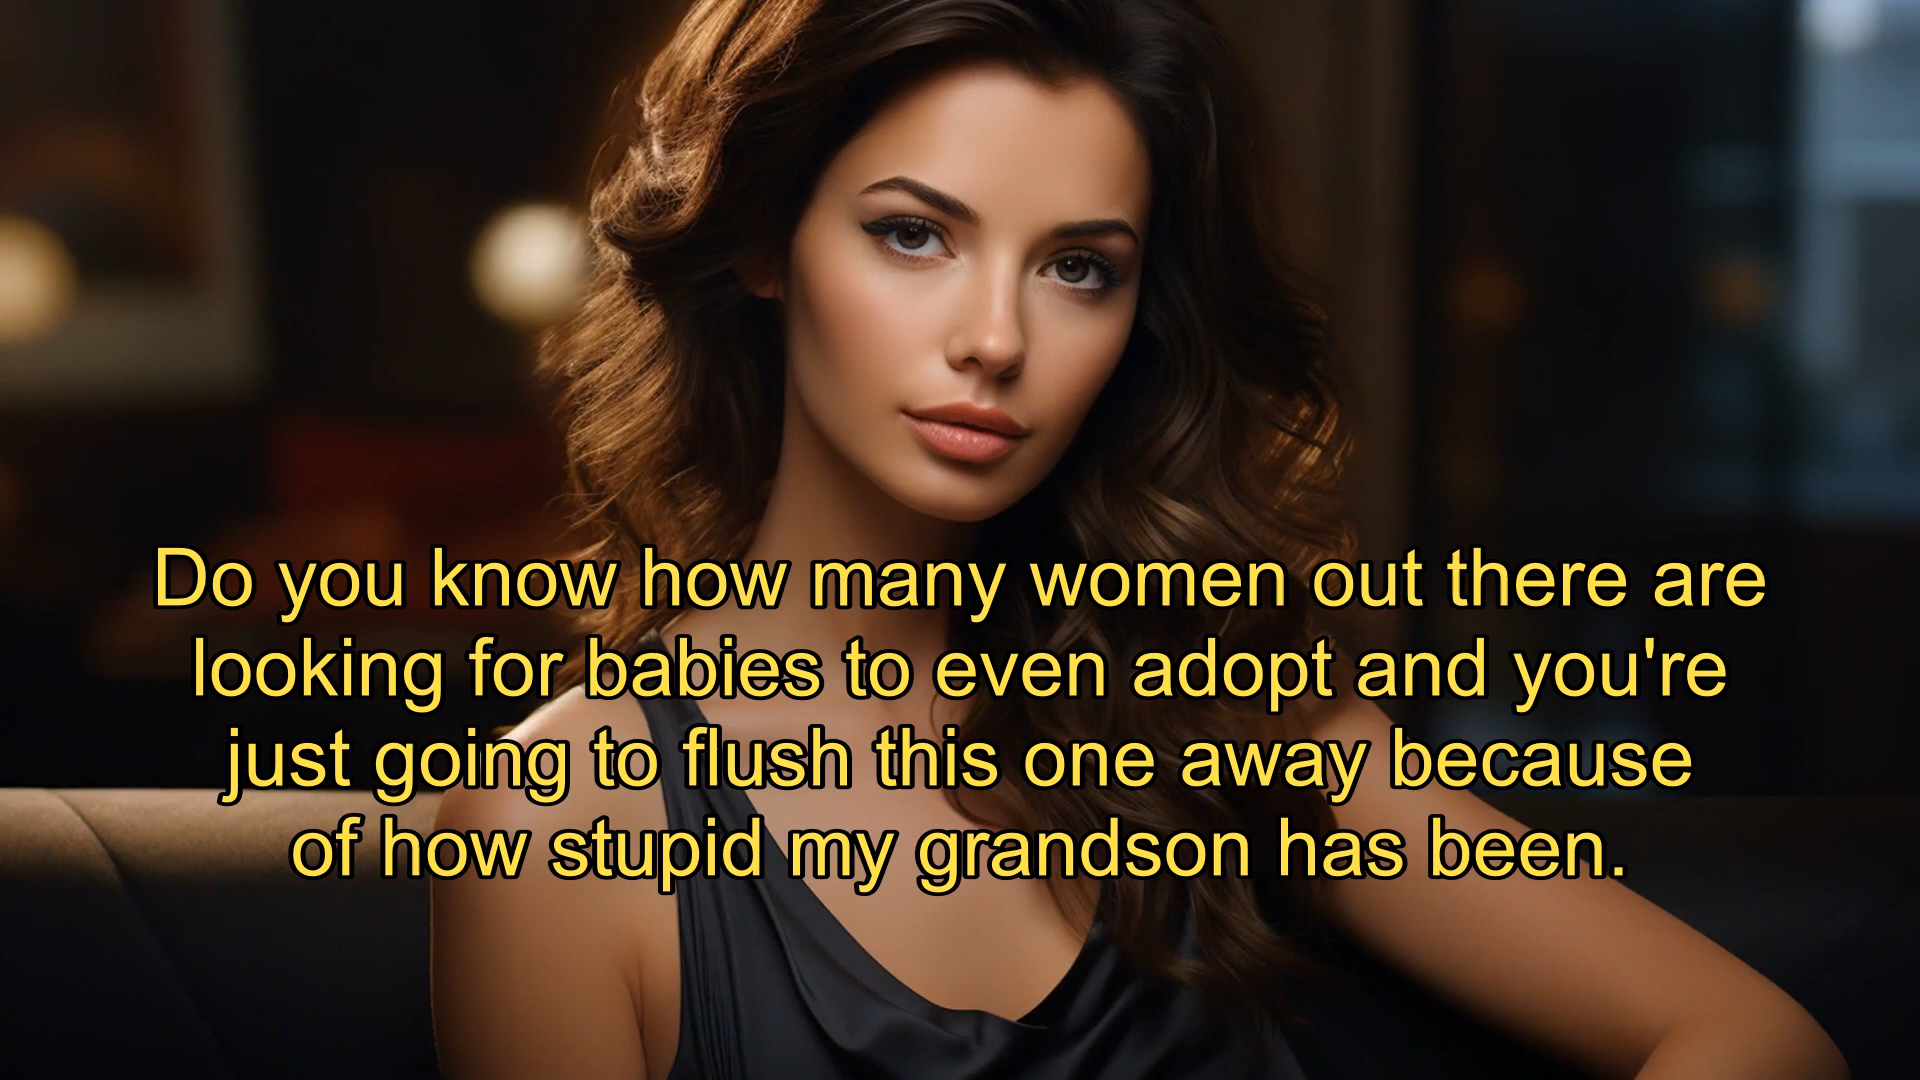 Do you know how many women out there are
looking for babies to even adopt and you're
just going to flush this one away because
of how stupid my grandson has been.